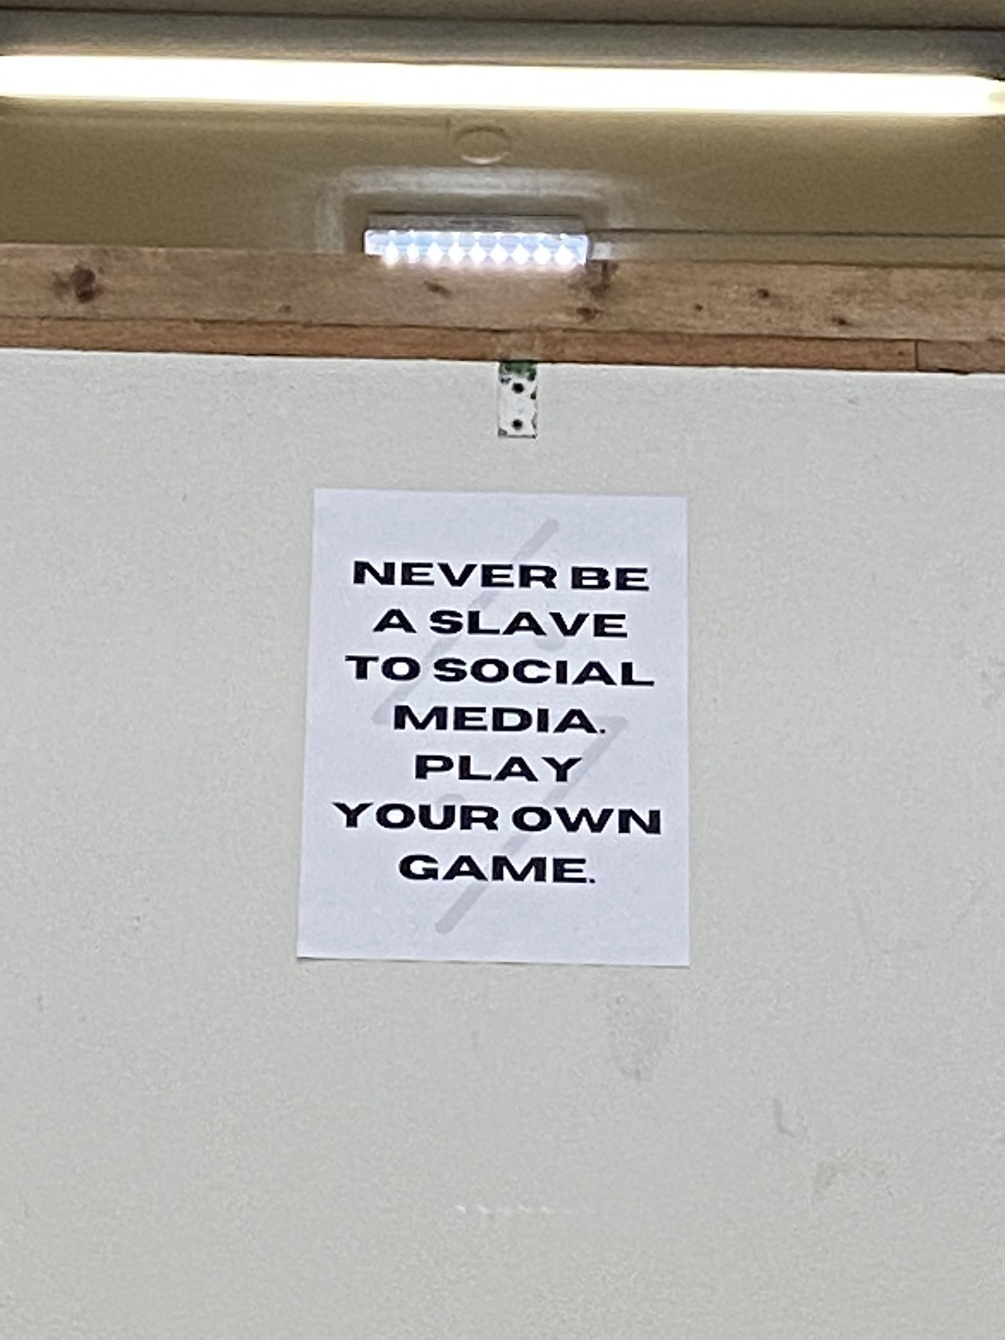 NEVER BE
A SLAVE
TO SOCIAL
MEDIA.
PLAY
YOUR OWN
GAME.